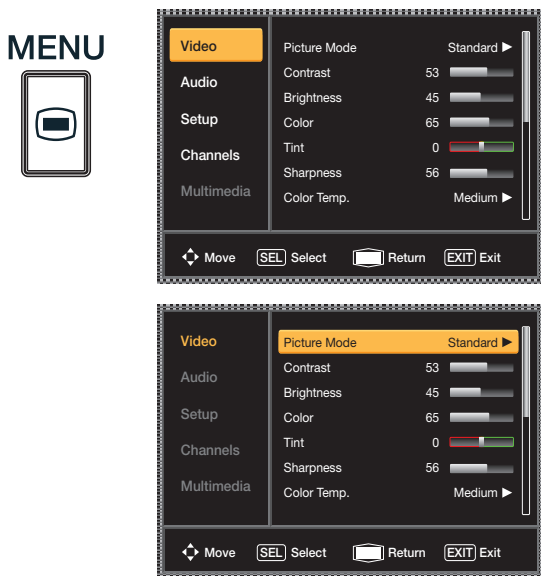 MENU
Video
Audio
Setup
Channels
Multimedia
Picture Mode Standard ▶
Contrast 53
Brightness 45
Color 65
Tint 0
Sharpness 56
Color Temp. Medium ▶
Move SEL Select Return EXIT Exit
Video
Audio
Setup
Channels
Multimedia
Picture Mode Standard ▶
Contrast 53
Brightness 45
Color 65
Tint 0
Sharpness 56
Color Temp. Medium ▶
Move SEL Select Return EXIT Exit